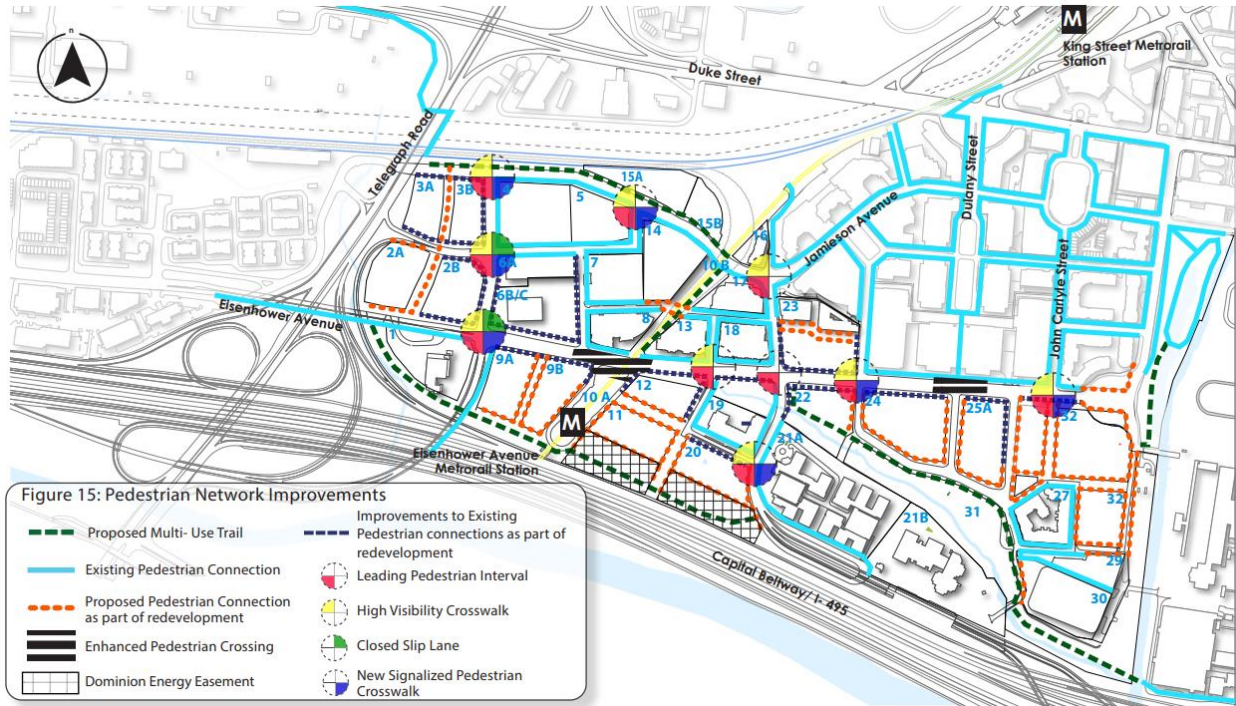 n
M
King Street Metrorail
Station
Duke Street
Telegraph Road
15A
3A
3B
5
Dulany Street
14
15B
16
Jamieson Avenue
2A
2B
6A
7
10 B
17
6B/C
23
John Carlyle Street
Eisenhower Avenue
8
13
18
1
9A
9B
12
10 A
11
19
22
24
25A
32
M
Eisenhower Avenue
Metrorail Station
20
21A
27
32
21B
31
29
30
Capital Beltway/ I- 495
Figure 15: Pedestrian Network Improvements
Proposed Multi- Use Trail
Existing Pedestrian Connection
Proposed Pedestrian Connection
as part of redevelopment
Enhanced Pedestrian Crossing
Dominion Energy Easement
Improvements to Existing
Pedestrian connections as part of
redevelopment
Leading Pedestrian Interval
High Visibility Crosswalk
Closed Slip Lane
New Signalized Pedestrian
Crosswalk